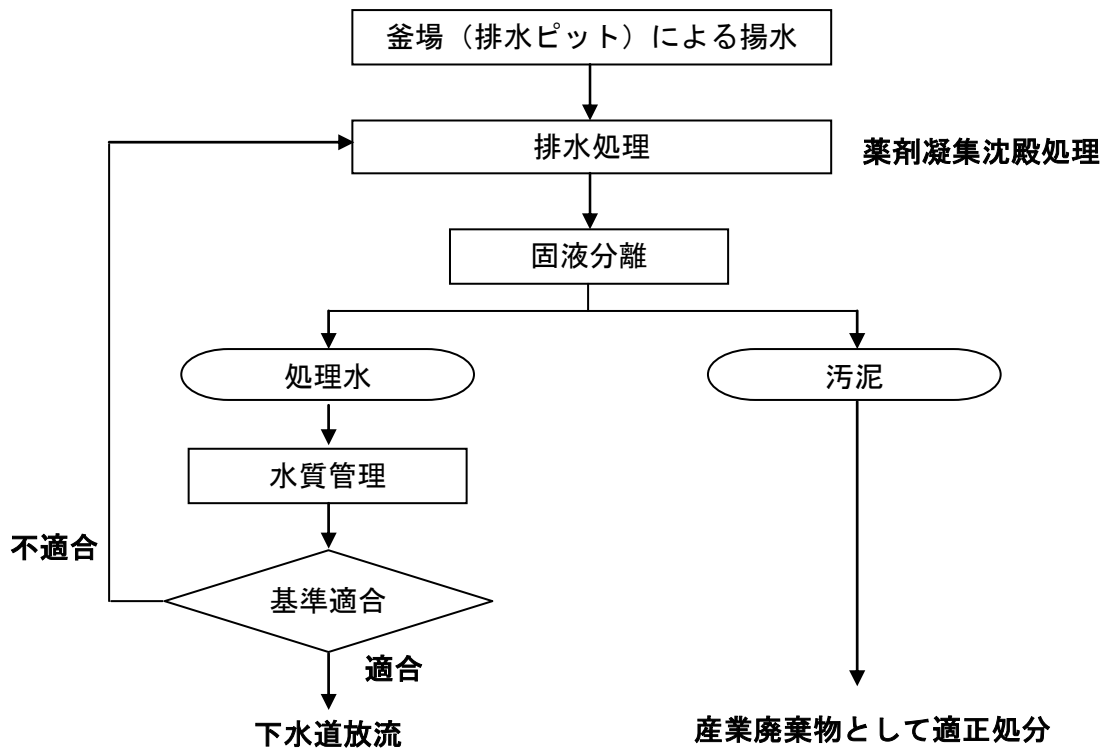 釜場（排水ピット）による揚水
排水処理
薬剤凝集沈殿処理
固液分離
処理水
汚泥
水質管理
不適合
基準適合
適合
下水道放流
産業廃棄物として適正処分